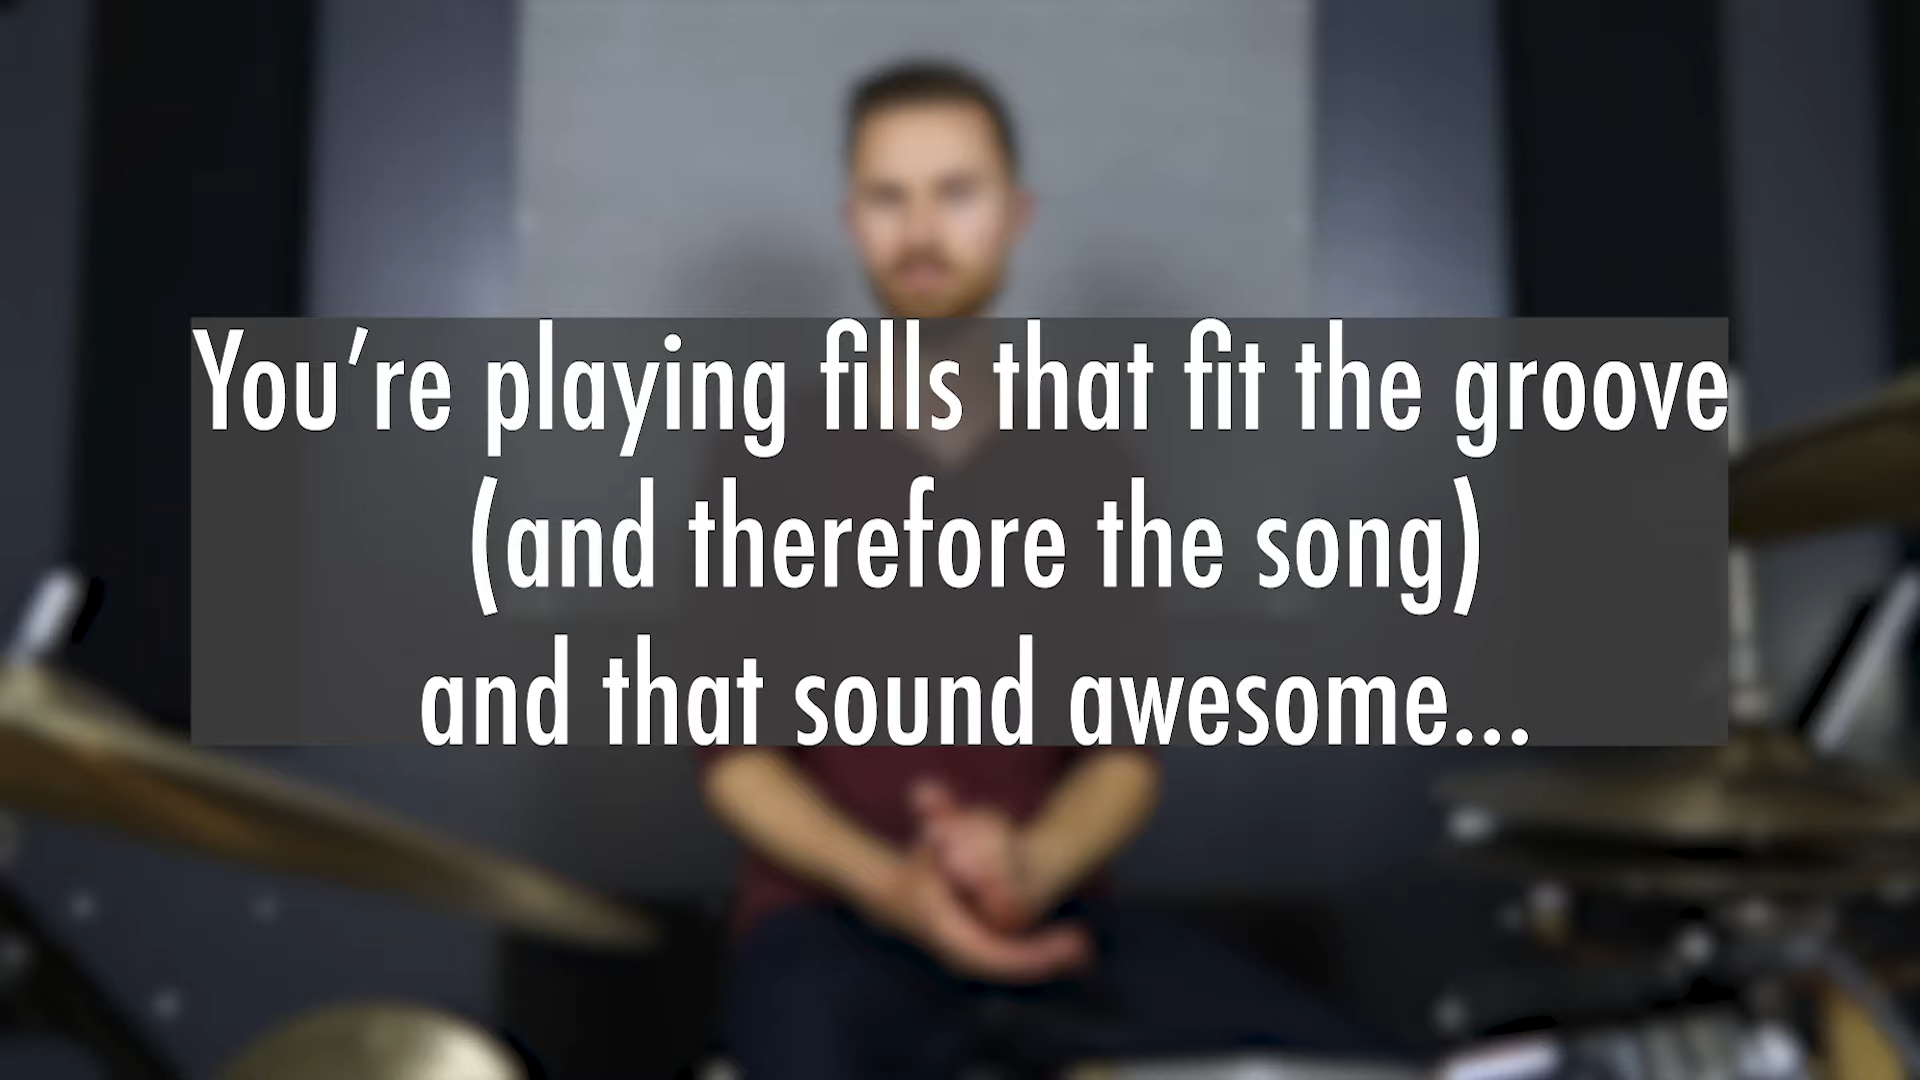 You’re playing fills that fit the groove
(and therefore the song)
and that sound awesome...